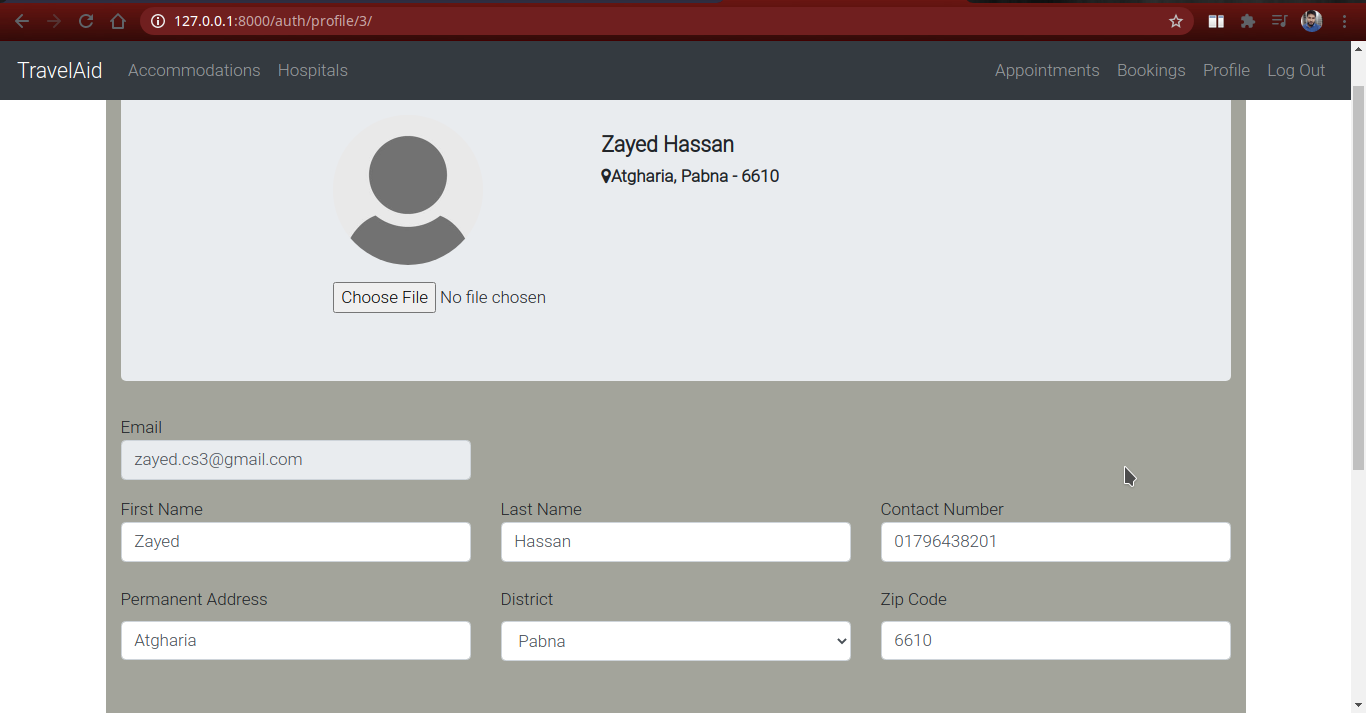 127.0.0.1:8000/auth/profile/3/
TravelAid Accommodations Hospitals Appointments Bookings Profile Log Out
Zayed Hassan
Atgharia, Pabna - 6610
Choose File No file chosen
Email
zayed.cs3@gmail.com
First Name Last Name Contact Number
Zayed Hassan 01796438201
Permanent Address District Zip Code
Atgharia Pabna 6610